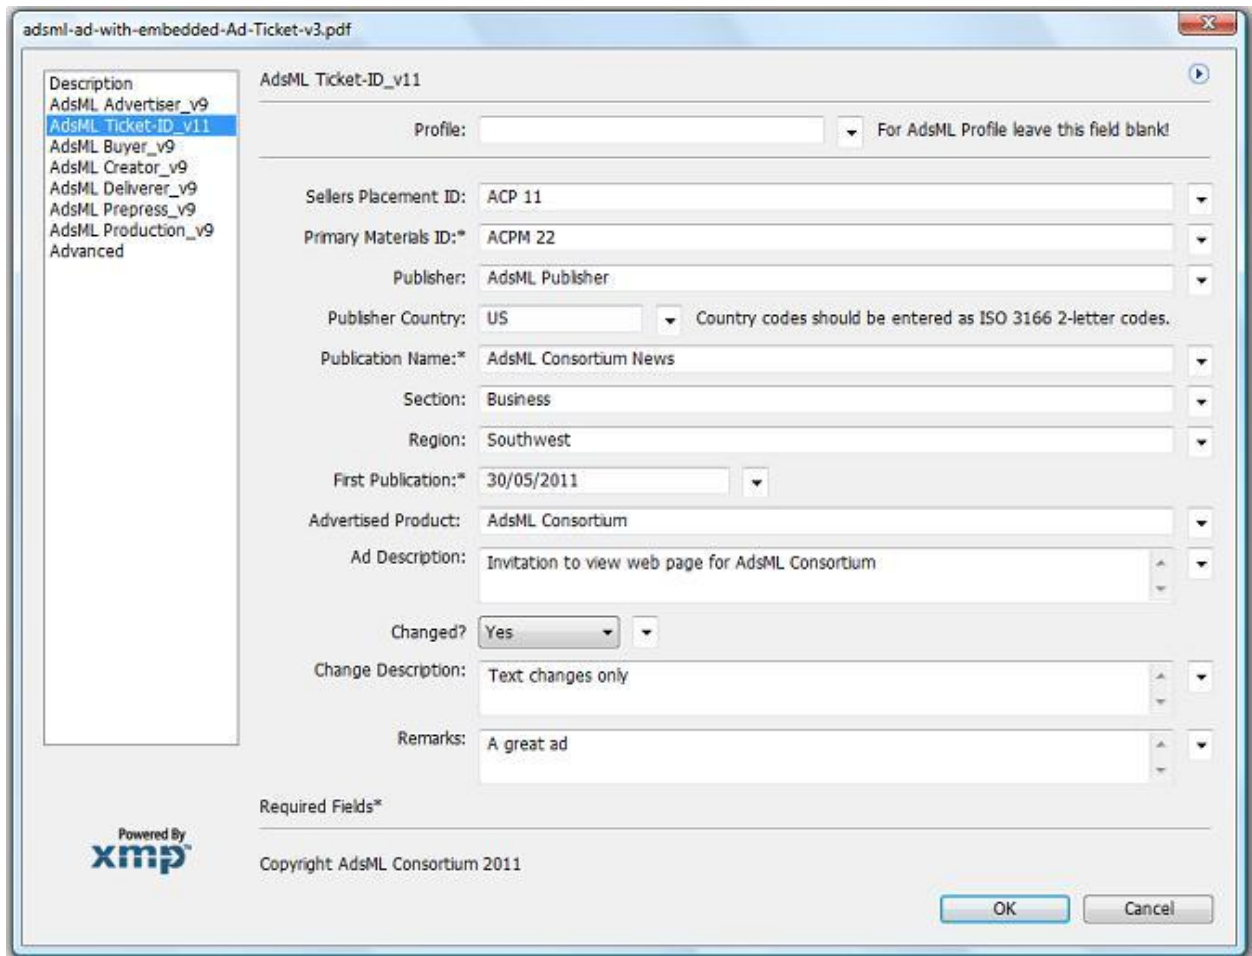 adsml-ad-with-embedded-Ad-Ticket-v3.pdf
Description
AdsML Advertiser_v9
AdsML Ticket-ID_v11
AdsML Buyer_v9
AdsML Creator_v9
AdsML Deliverer_v9
AdsML Prepress_v9
AdsML Production_v9
Advanced
AdsML Ticket-ID_v11
Profile: For AdsML Profile leave this field blank!
Sellers Placement ID: ACP 11
Primary Materials ID:* ACPM 22
Publisher: AdsML Publisher
Publisher Country: US Country codes should be entered as ISO 3166 2-letter codes.
Publication Name:* AdsML Consortium News
Section: Business
Region: Southwest
First Publication:* 30/05/2011
Advertised Product: AdsML Consortium
Ad Description: Invitation to view web page for AdsML Consortium
Changed? Yes
Change Description: Text changes only
Remarks: A great ad
Required Fields*
Powered By
xmp™
Copyright AdsML Consortium 2011
OK Cancel